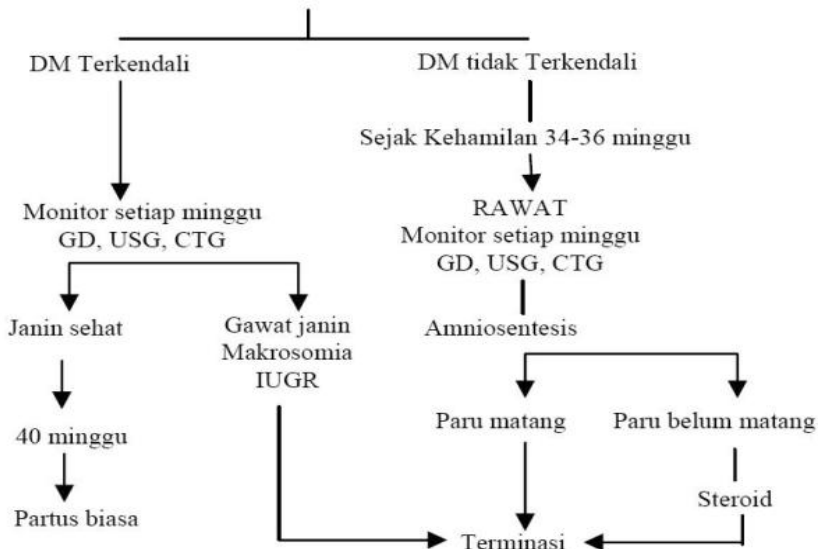 DM Terkendali
Monitor setiap minggu
GD, USG, CTG
Janin sehat
40 minggu
Partus biasa
Gawat janin
Makrosomia
IUGR
DM tidak Terkendali
Sejak Kehamilan 34-36 minggu
RAWAT
Monitor setiap minggu
GD, USG, CTG
Amniosentesis
Paru matang
Paru belum matang
Steroid
Terminasi